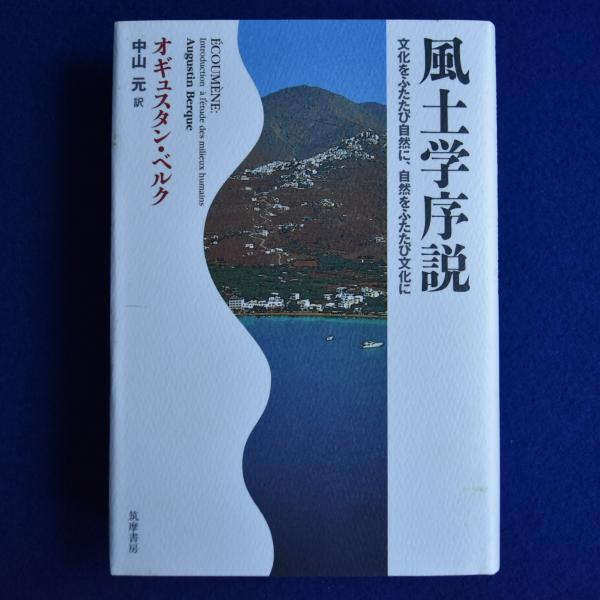 風土学序説
文化をふたたび自然に、自然をふたたび文化に
ÉCOUMÈNE:
Introduction à l'étude des milieux humains
Augustin Berque
オギュスタン・ベルク
中山 元 訳
筑摩書房